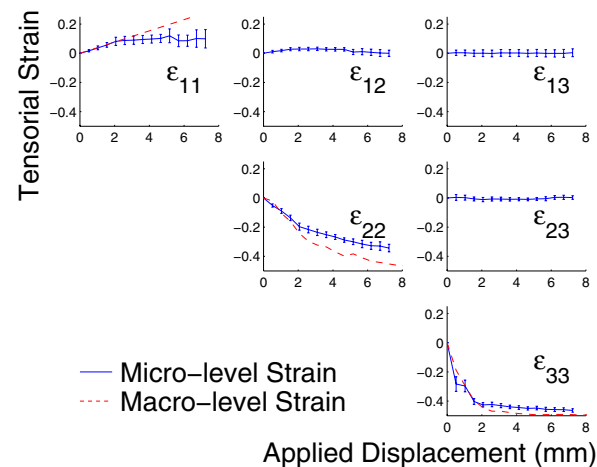 Tensorial Strain
0.2
0
−0.2
−0.4
0 2 4 6 8
ε11
0.2
0
−0.2
−0.4
0 2 4 6 8
ε12
0.2
0
−0.2
−0.4
0 2 4 6 8
ε13
0.2
0
−0.2
−0.4
0 2 4 6 8
ε22
0.2
0
−0.2
−0.4
0 2 4 6 8
ε23
0.2
0
−0.2
−0.4
0 2 4 6 8
ε33
Micro−level Strain
Macro−level Strain
Applied Displacement (mm)